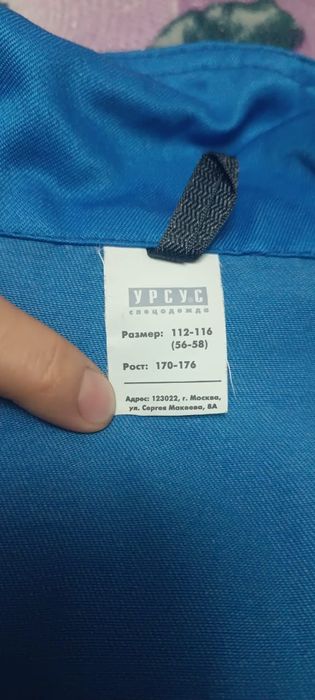 УРСУС
спецодежда
Размер: 112-116
(56-58)
Рост: 170-176
Адрес: 123022, г. Москва,
ул. Сергея Макеева, 8А